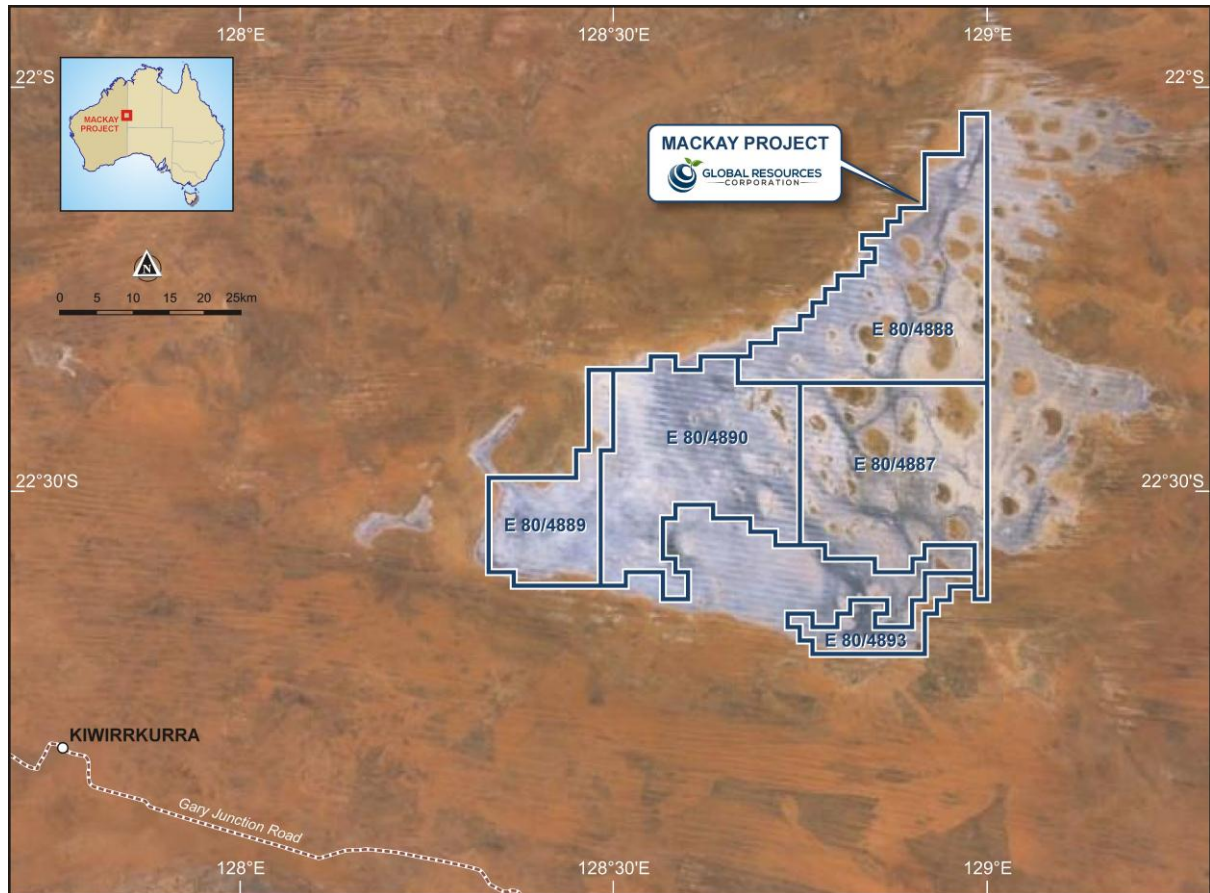 128°E 128°30'E 129°E
22°S 22°S
MACKAY
PROJECT
MACKAY PROJECT
GLOBAL RESOURCES
CORPORATION
N
0 5 10 15 20 25km
E 80/4888
E 80/4890
E 80/4887
22°30'S 22°30'S
E 80/4889
E 80/4893
KIWIRRKURRA
Gary Junction Road
128°E 128°30'E 129°E